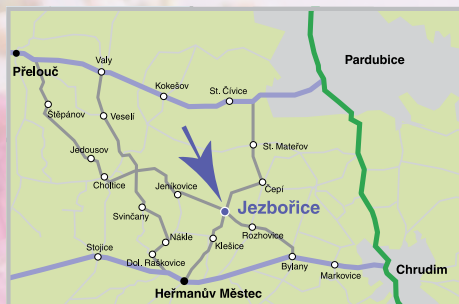 Pardubice
Valy
Přelouč
Kokešov
St. Čívice
Štěpánov
Veselí
St. Mateřov
Jedousov
Choltice
Jeníkovice
Čepí
Jezbořice
Svinčany
Rozhovice
Nákle
Klešice
Stojice
Dol. Raškovice
Bylany
Markovice
Chrudim
Heřmanův Městec